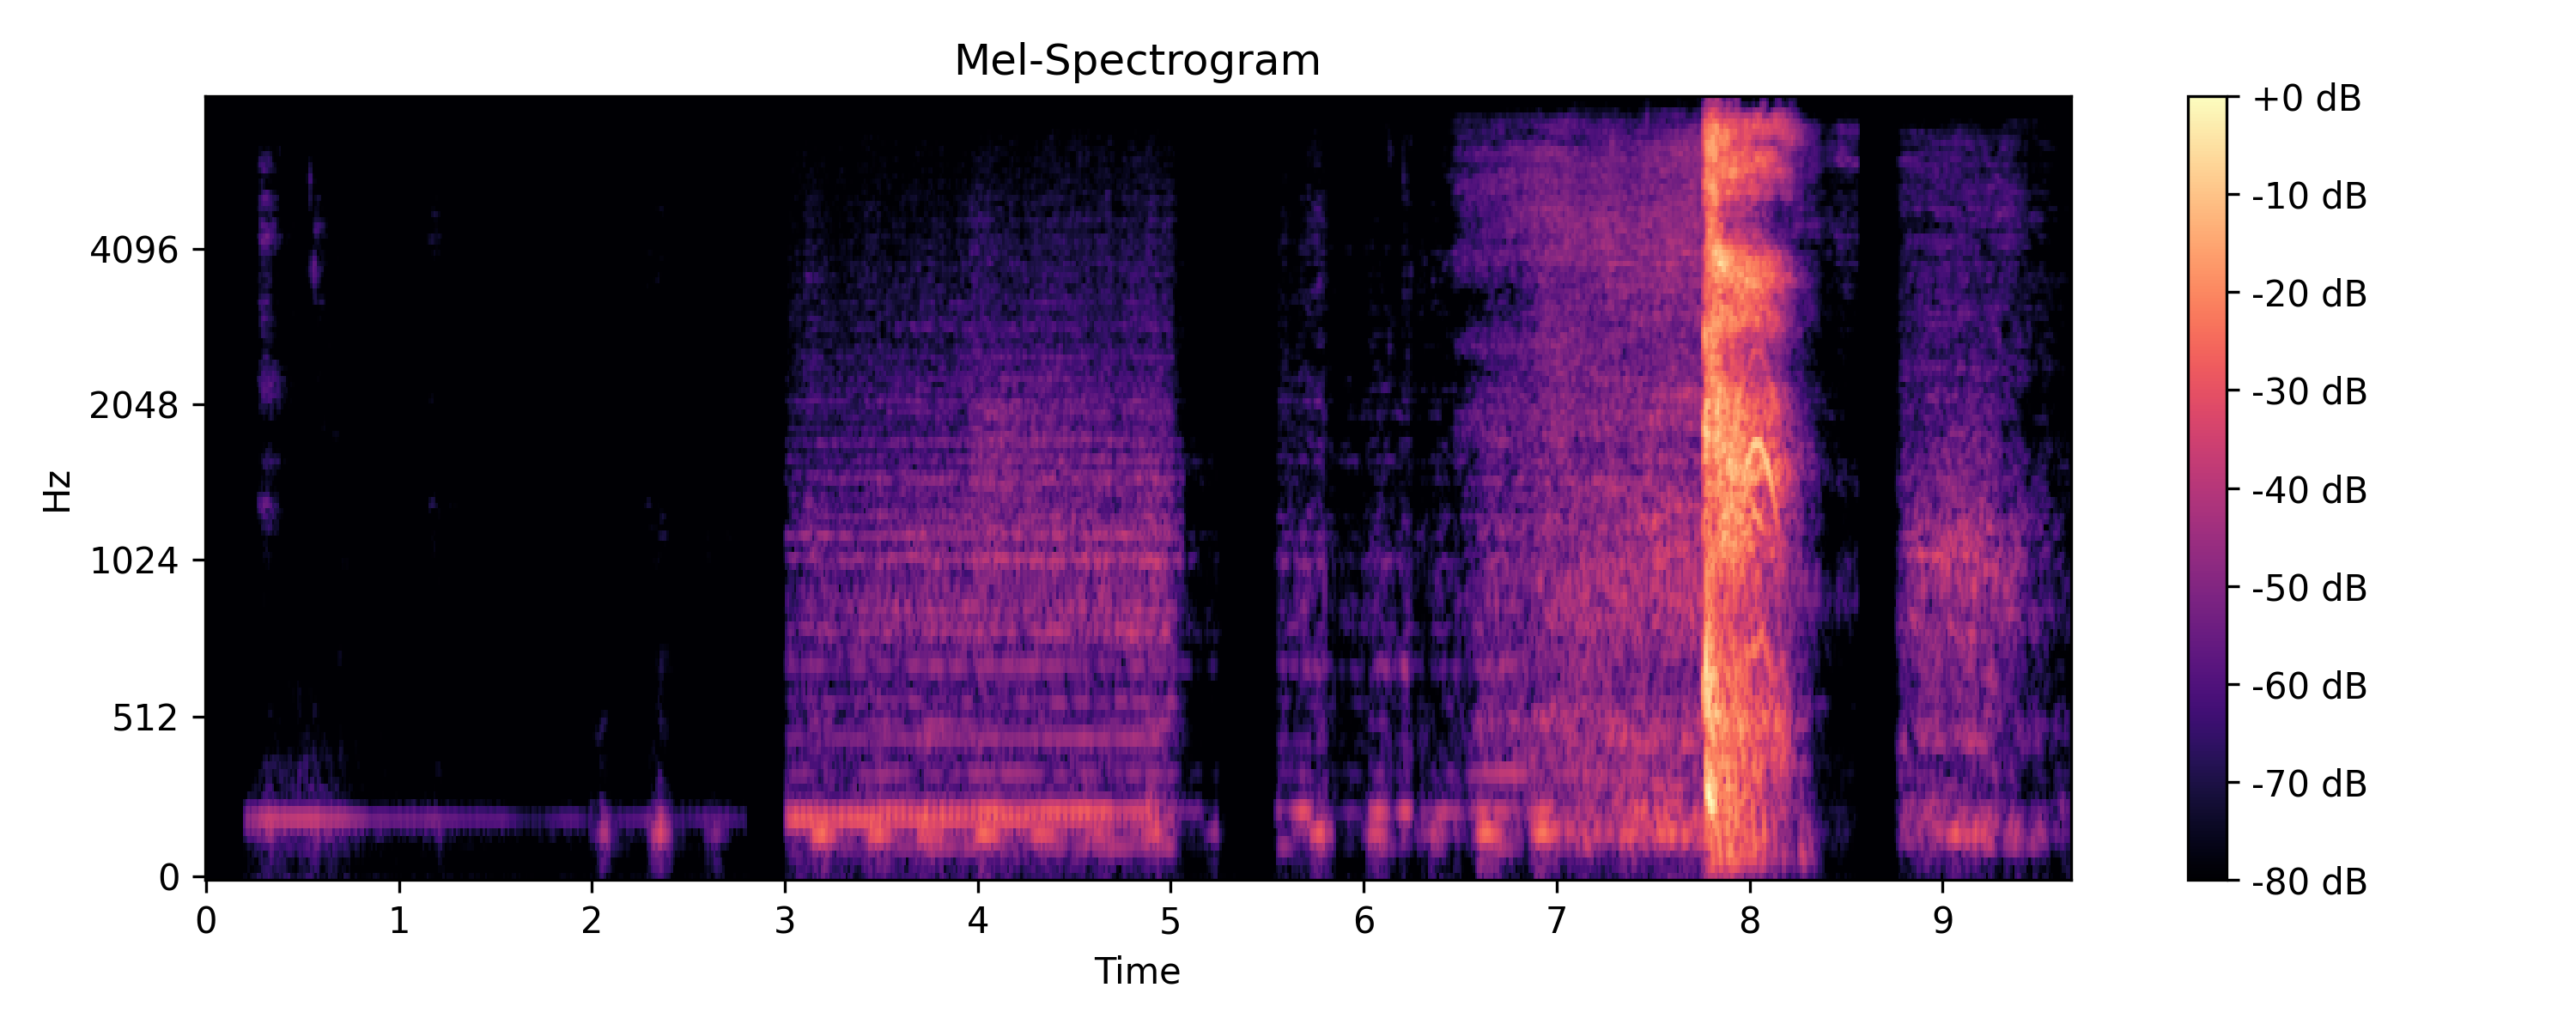 Mel-Spectrogram
Hz
4096
2048
1024
512
0
0 1 2 3 4 5 6 7 8 9
Time
+0 dB
-10 dB
-20 dB
-30 dB
-40 dB
-50 dB
-60 dB
-70 dB
-80 dB